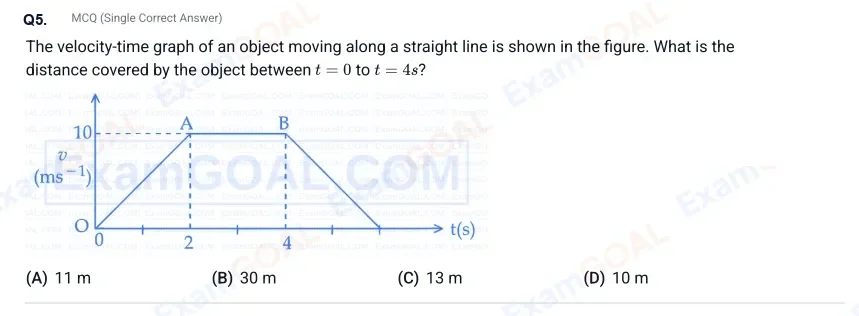 Q5. MCQ (Single Correct Answer)
The velocity-time graph of an object moving along a straight line is shown in the figure. What is the
distance covered by the object between t = 0 to t = 4s?
A B
10
v
(ms⁻¹)
O t(s)
0 2 4
ExamGOAL.COM
(A) 11 m (B) 30 m (C) 13 m (D) 10 m